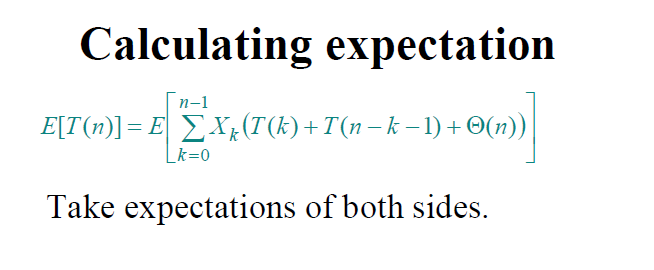 Calculating expectation
E[T(n)] = E[∑_{k=0}^{n−1} X_k (T(k) + T(n − k − 1) + Θ(n))]
Take expectations of both sides.